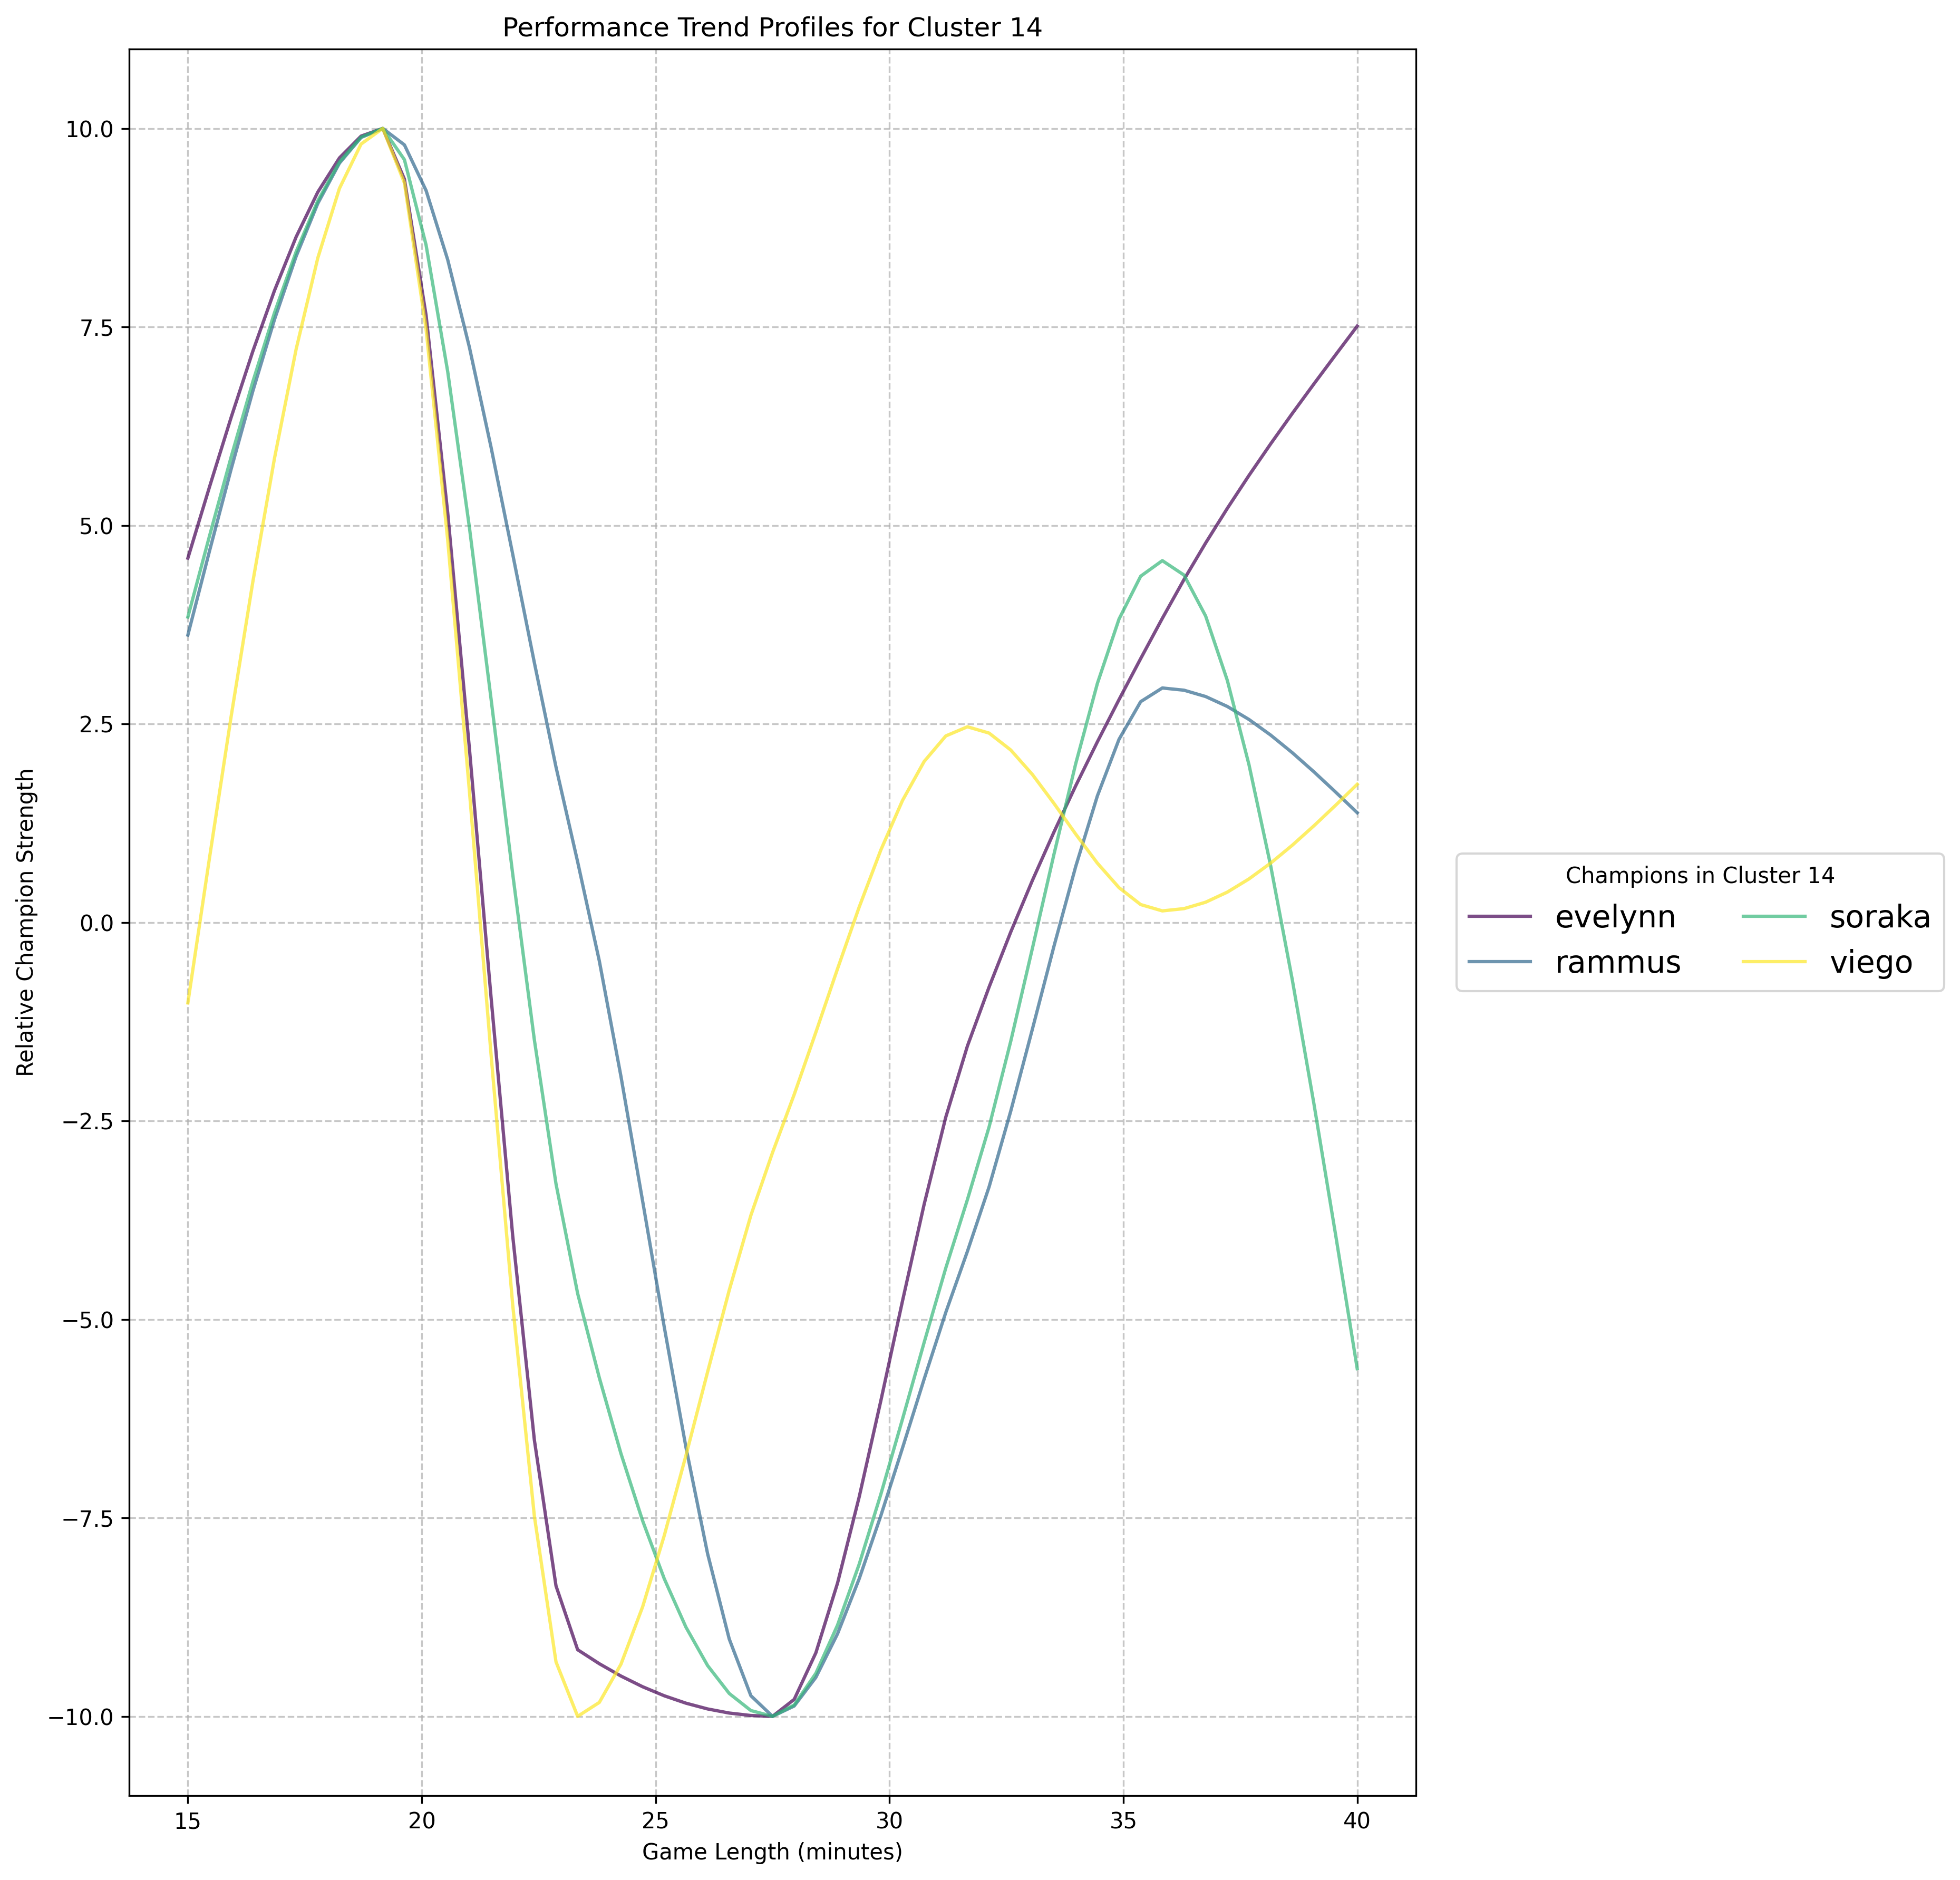 Performance Trend Profiles for Cluster 14
Relative Champion Strength
10.0
7.5
5.0
2.5
0.0
−2.5
−5.0
−7.5
−10.0
15 20 25 30 35 40
Game Length (minutes)
Champions in Cluster 14
evelynn soraka
rammus viego